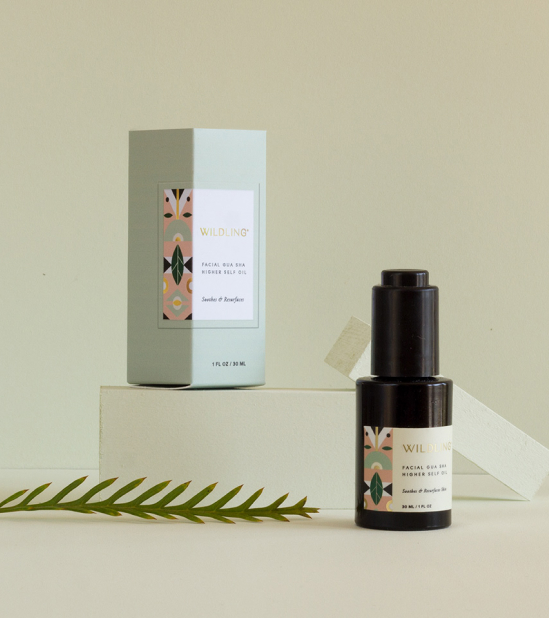 WILDLING®
FACIAL GUA SHA
HIGHER SELF OIL
Soothes & Resurfaces
1 FL OZ / 30 ML
WILDLING
FACIAL GUA SHA
HIGHER SELF OIL
Soothes & Resurfaces Skin
30 ML / 1 FL OZ